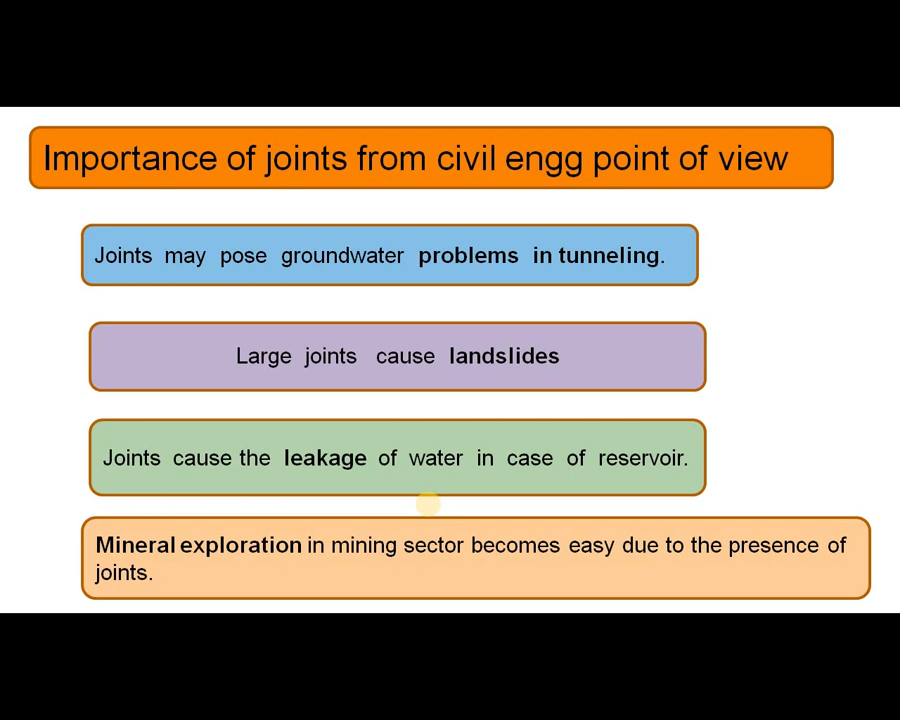 Importance of joints from civil engg point of view
Joints may pose groundwater problems in tunneling.
Large joints cause landslides
Joints cause the leakage of water in case of reservoir.
Mineral exploration in mining sector becomes easy due to the presence of
joints.